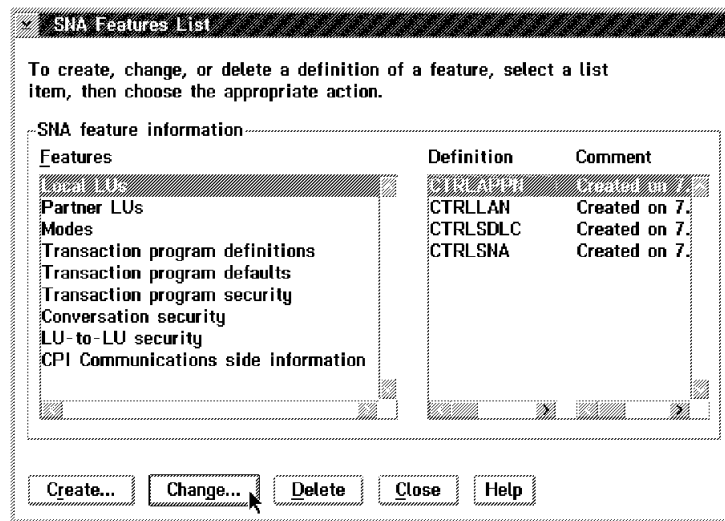 SNA Features List
To create, change, or delete a definition of a feature, select a list
item, then choose the appropriate action.
SNA feature information
Features Definition Comment
Local LUs CTRLAPPN Created on 7.
Partner LUs CTRLLAN Created on 7.
Modes CTRLSDLC Created on 7.
Transaction program definitions CTRLSNA Created on 7.
Transaction program defaults
Transaction program security
Conversation security
LU-to-LU security
CPI Communications side information
Create... Change... Delete Close Help